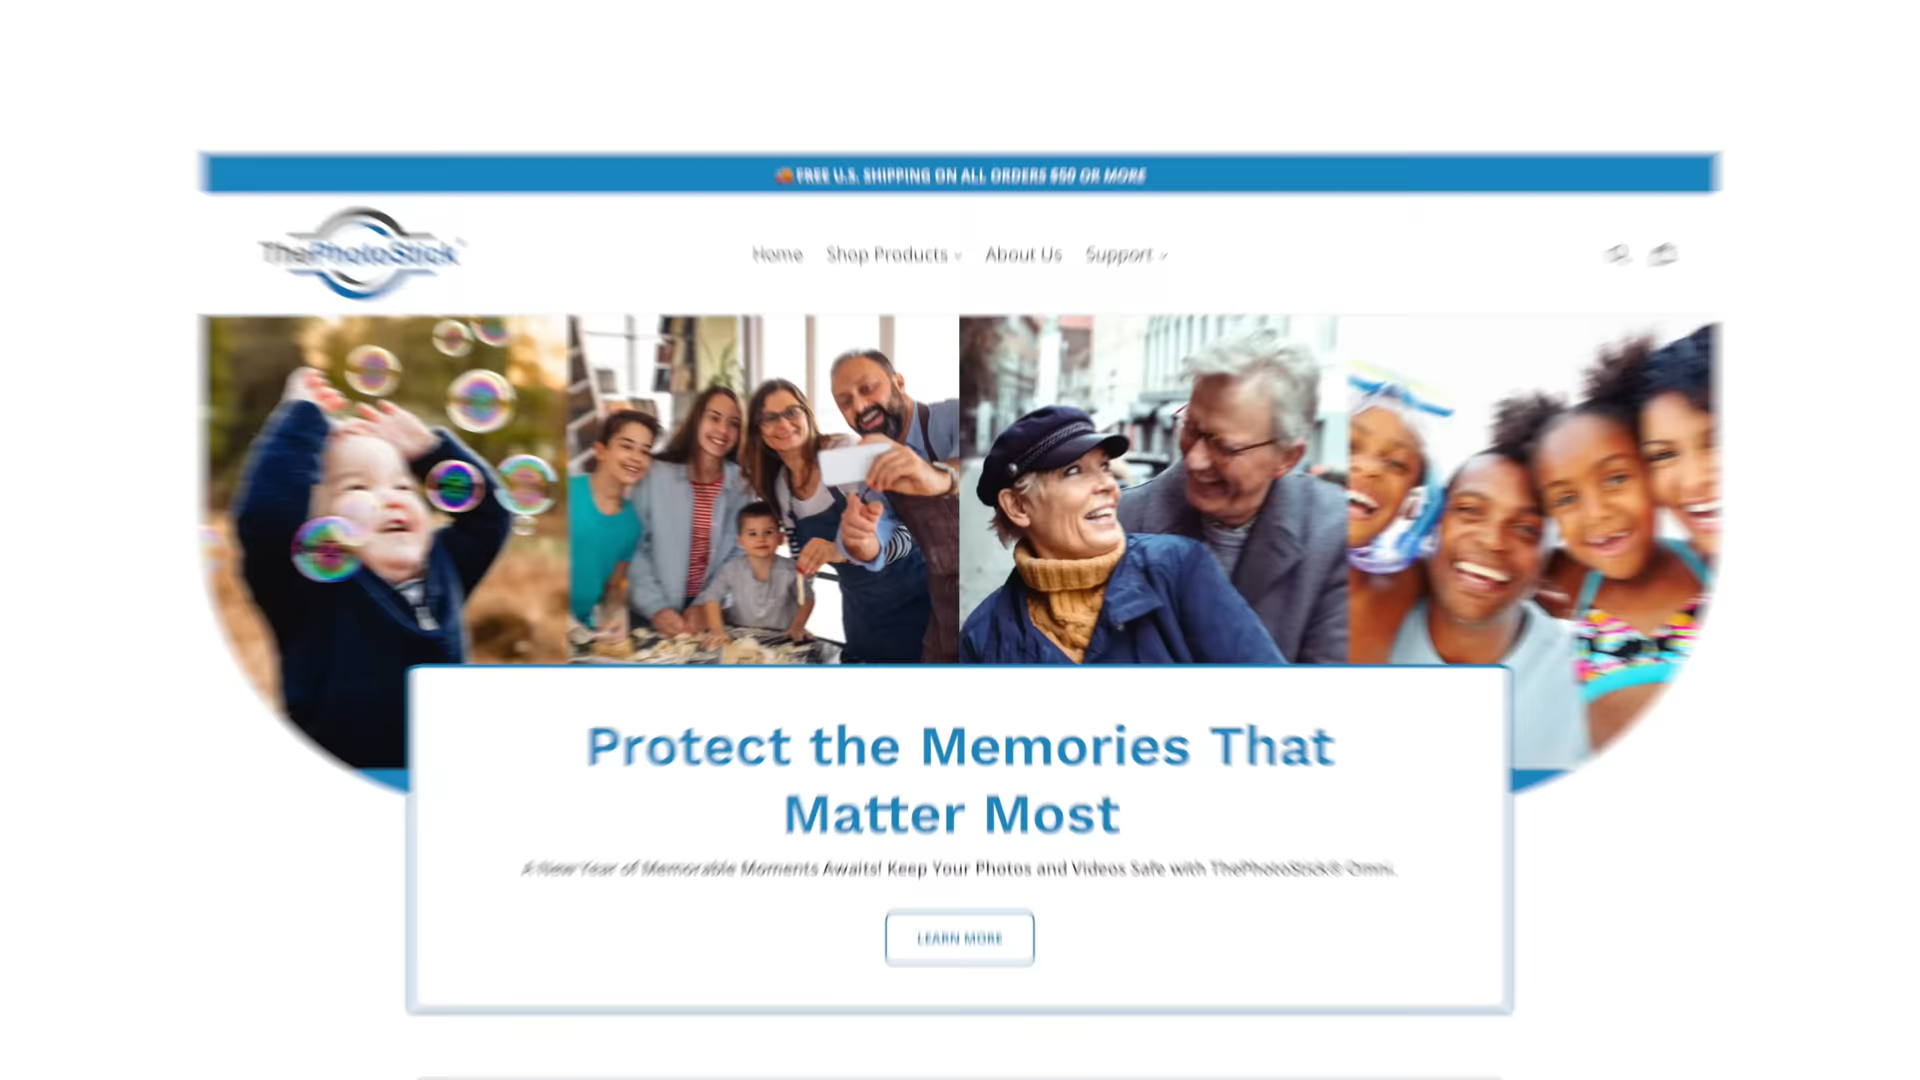 FREE U.S. SHIPPING ON ALL ORDERS $50 OR MORE
ThePhotoStick™
Home Shop Products About Us Support
Protect the Memories That
Matter Most
A New Year of Memorable Moments Awaits! Keep Your Photos and Videos Safe with ThePhotoStick® Omni.
LEARN MORE